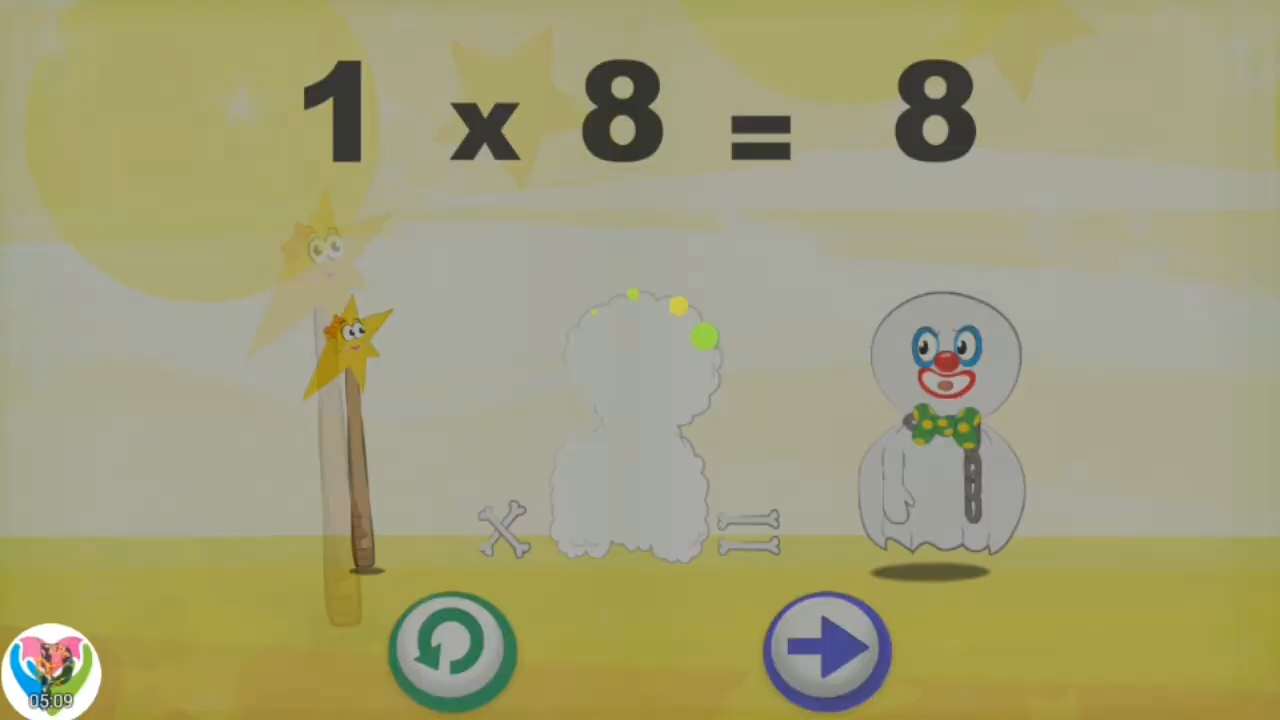 1 x 8 = 8
05:09